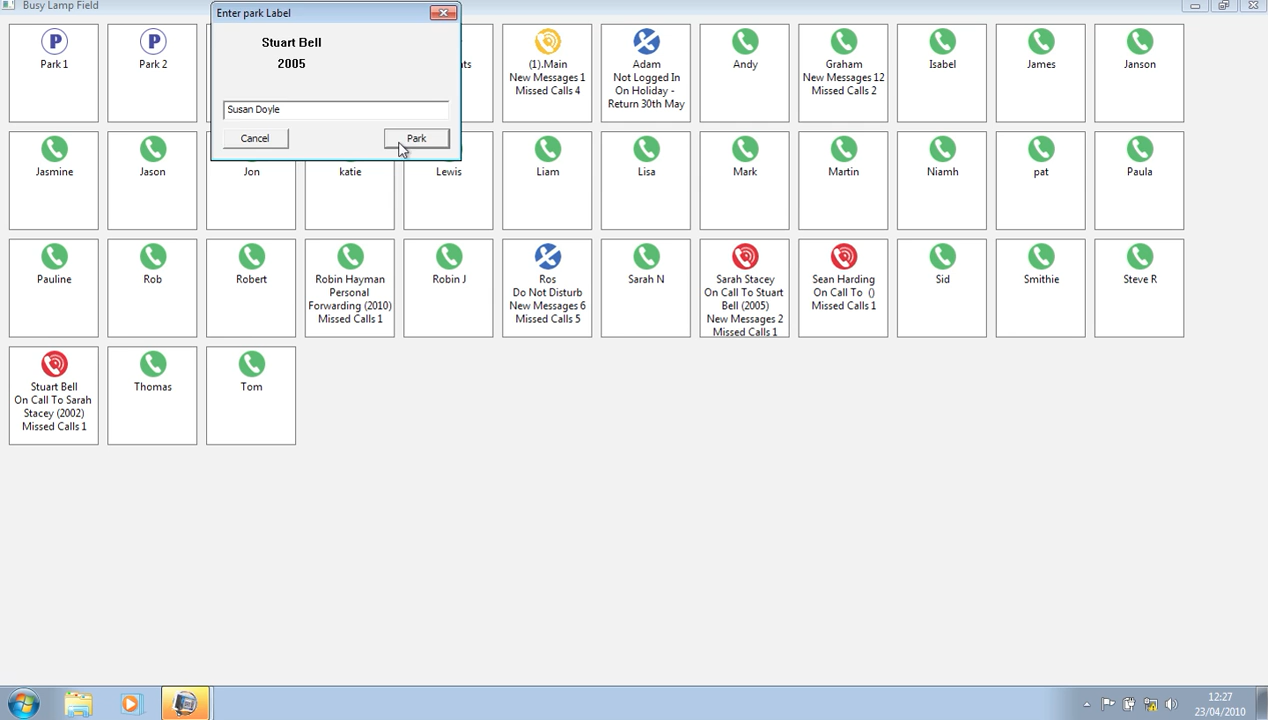 Busy Lamp Field
Enter park Label
Stuart Bell
2005
Susan Doyle
Cancel
Park
P
Park 1
P
Park 2
(1).Main
New Messages 1
Missed Calls 4
Adam
Not Logged In
On Holiday -
Return 30th May
Andy
Graham
New Messages 12
Missed Calls 2
Isabel
James
Janson
Jasmine
Jason
Jon
katie
Lewis
Liam
Lisa
Mark
Martin
Niamh
pat
Paula
Pauline
Rob
Robert
Robin Hayman
Personal
Forwarding (2010)
Missed Calls 1
Robin J
Ros
Do Not Disturb
New Messages 6
Missed Calls 5
Sarah N
Sarah Stacey
On Call To Stuart
Bell (2005)
New Messages 2
Missed Calls 1
Sean Harding
On Call To ()
Missed Calls 1
Sid
Smithie
Steve R
Stuart Bell
On Call To Sarah
Stacey (2002)
Missed Calls 1
Thomas
Tom
12:27
23/04/2010